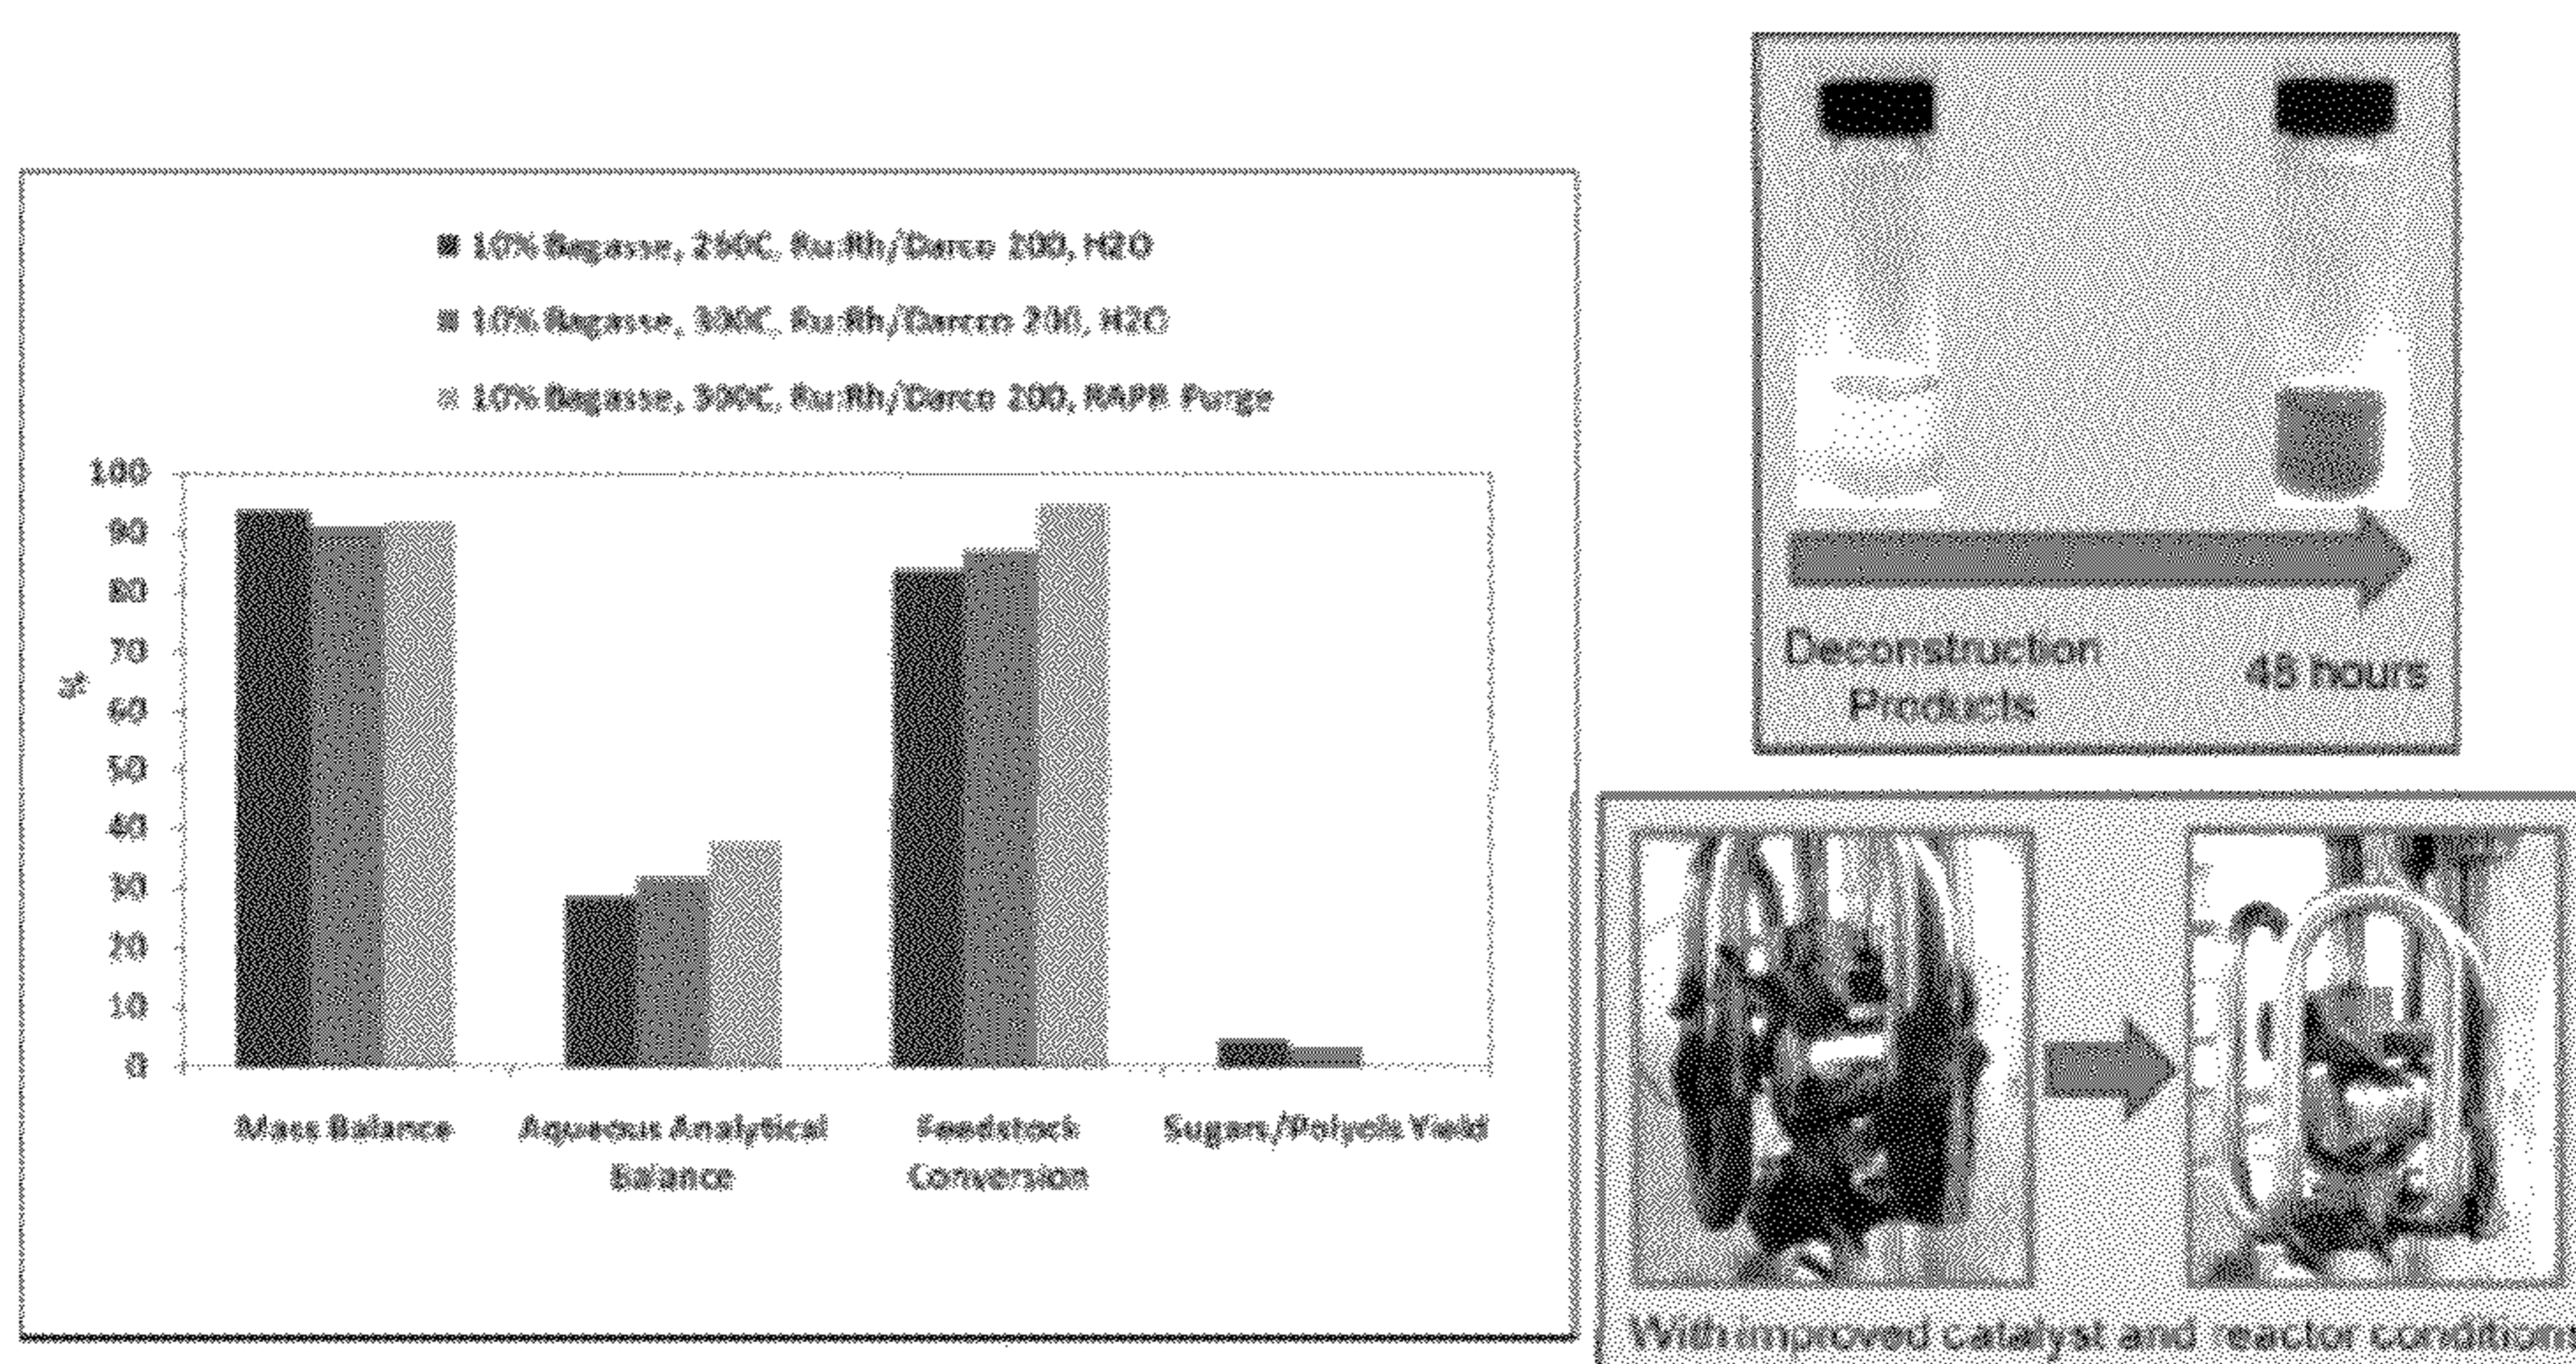 10% Bagasse, 260C, Ru:Rh/Darco 200, H2O
10% Bagasse, 300C, Ru:Rh/Darcco 200, H2O
10% Bagasse, 300C, Ru:Rh/Darco 200, RAPR Purge
100
90
80
70
60
50
40
30
20
10
0
%
Mass Balance
Aqueous Analytical
Balance
Feedstock
Conversion
Sugars/Polyols Yield
Deconstruction
Products
48 hours
With improved catalyst and reactor conditions